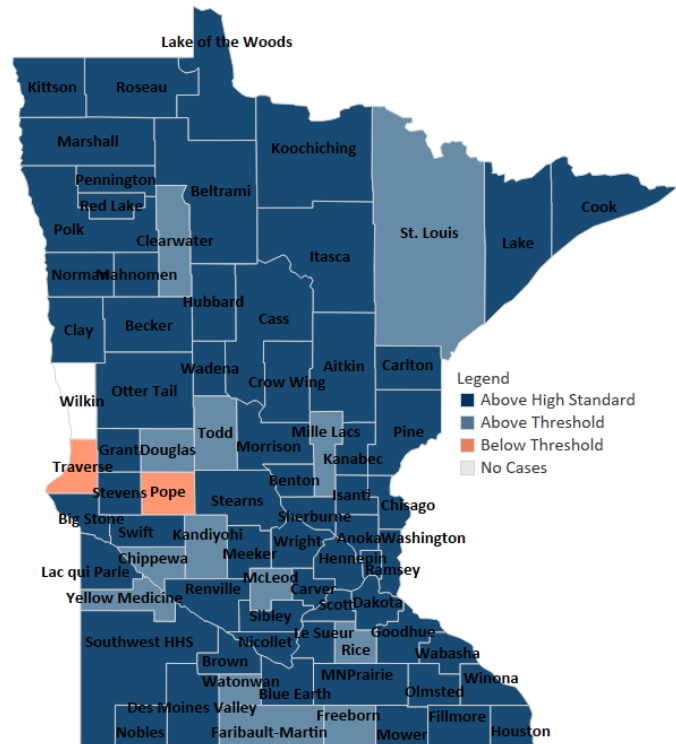 Lake of the Woods
Kittson
Roseau
Marshall
Koochiching
Pennington
Beltrami
Red Lake
Cook
Polk
Clearwater
St. Louis
Lake
Itasca
Norman
Mahnomen
Hubbard
Cass
Clay
Becker
Aitkin
Carlton
Wadena
Crow Wing
Legend
Above High Standard
Above Threshold
Below Threshold
No Cases
Otter Tail
Wilkin
Todd
Mille Lacs
Pine
Grant
Douglas
Morrison
Kanabec
Traverse
Benton
Stevens
Pope
Stearns
Isanti
Chisago
Big Stone
Sherburne
Swift
Kandiyohi
Wright
Anoka
Washington
Meeker
Chippewa
Hennepin
Ramsey
Lac qui Parle
McLeod
Carver
Renville
Yellow Medicine
Scott
Dakota
Sibley
Le Sueur
Goodhue
Southwest HHS
Nicollet
Rice
Wabasha
Brown
MNPrairie
Winona
Watonwan
Blue Earth
Olmsted
Des Moines Valley
Freeborn
Fillmore
Nobles
Faribault-Martin
Mower
Houston